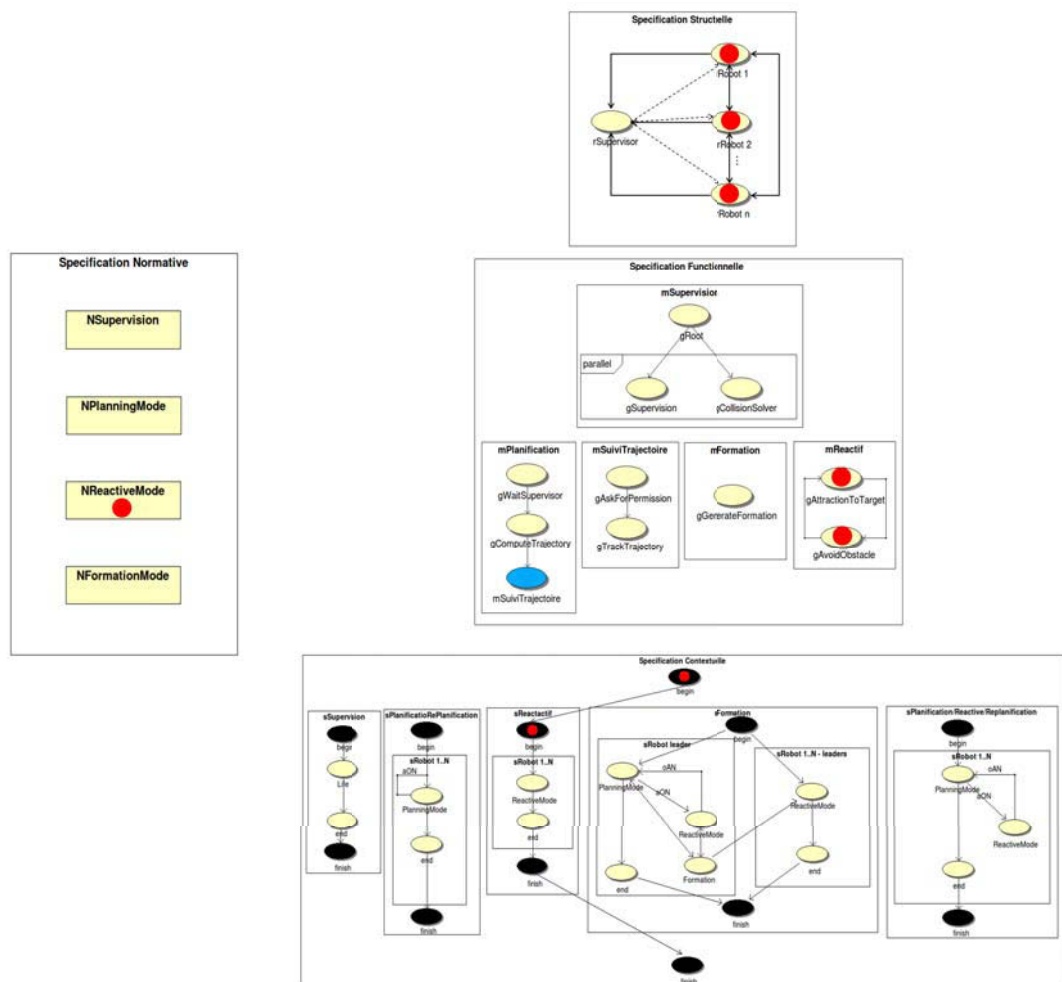 Specification Structielle
Robot 1
rSupervisor
rRobot 2
Robot n
Specification Normative
NSupervision
NPlanningMode
NReactiveMode
NFormationMode
Specification Functionnelle
mSupervision
gRoot
parallel
gSupervision
gCollisionSolver
mPlanification
gWaitSupervisor
gComputeTrajectory
mSuiviTrajectoire
mSuiviTrajectoire
gAskForPermission
gTrackTrajectory
mFormation
gGererateFormation
mReactif
gAttractionToTarget
gAvoidObstacle
Specification Contextuelle
begin
sSupervision
begin
Life
end
finish
sPlanificatioRePlanification
begin
sRobot 1..N
aON
PlanningMode
end
finish
sReactactif
begin
sRobot 1..N
ReactiveMode
end
finish
sFormation
begin
sRobot leader
PlanningMode
oAN
aON
ReactiveMode
Formation
end
sRobot 1..N - leaders
ReactiveMode
end
finish
sPlanification/Reactive/Replanification
begin
sRobot 1..N
oAN
PlanningMode
aON
ReactiveMode
end
finish
finish